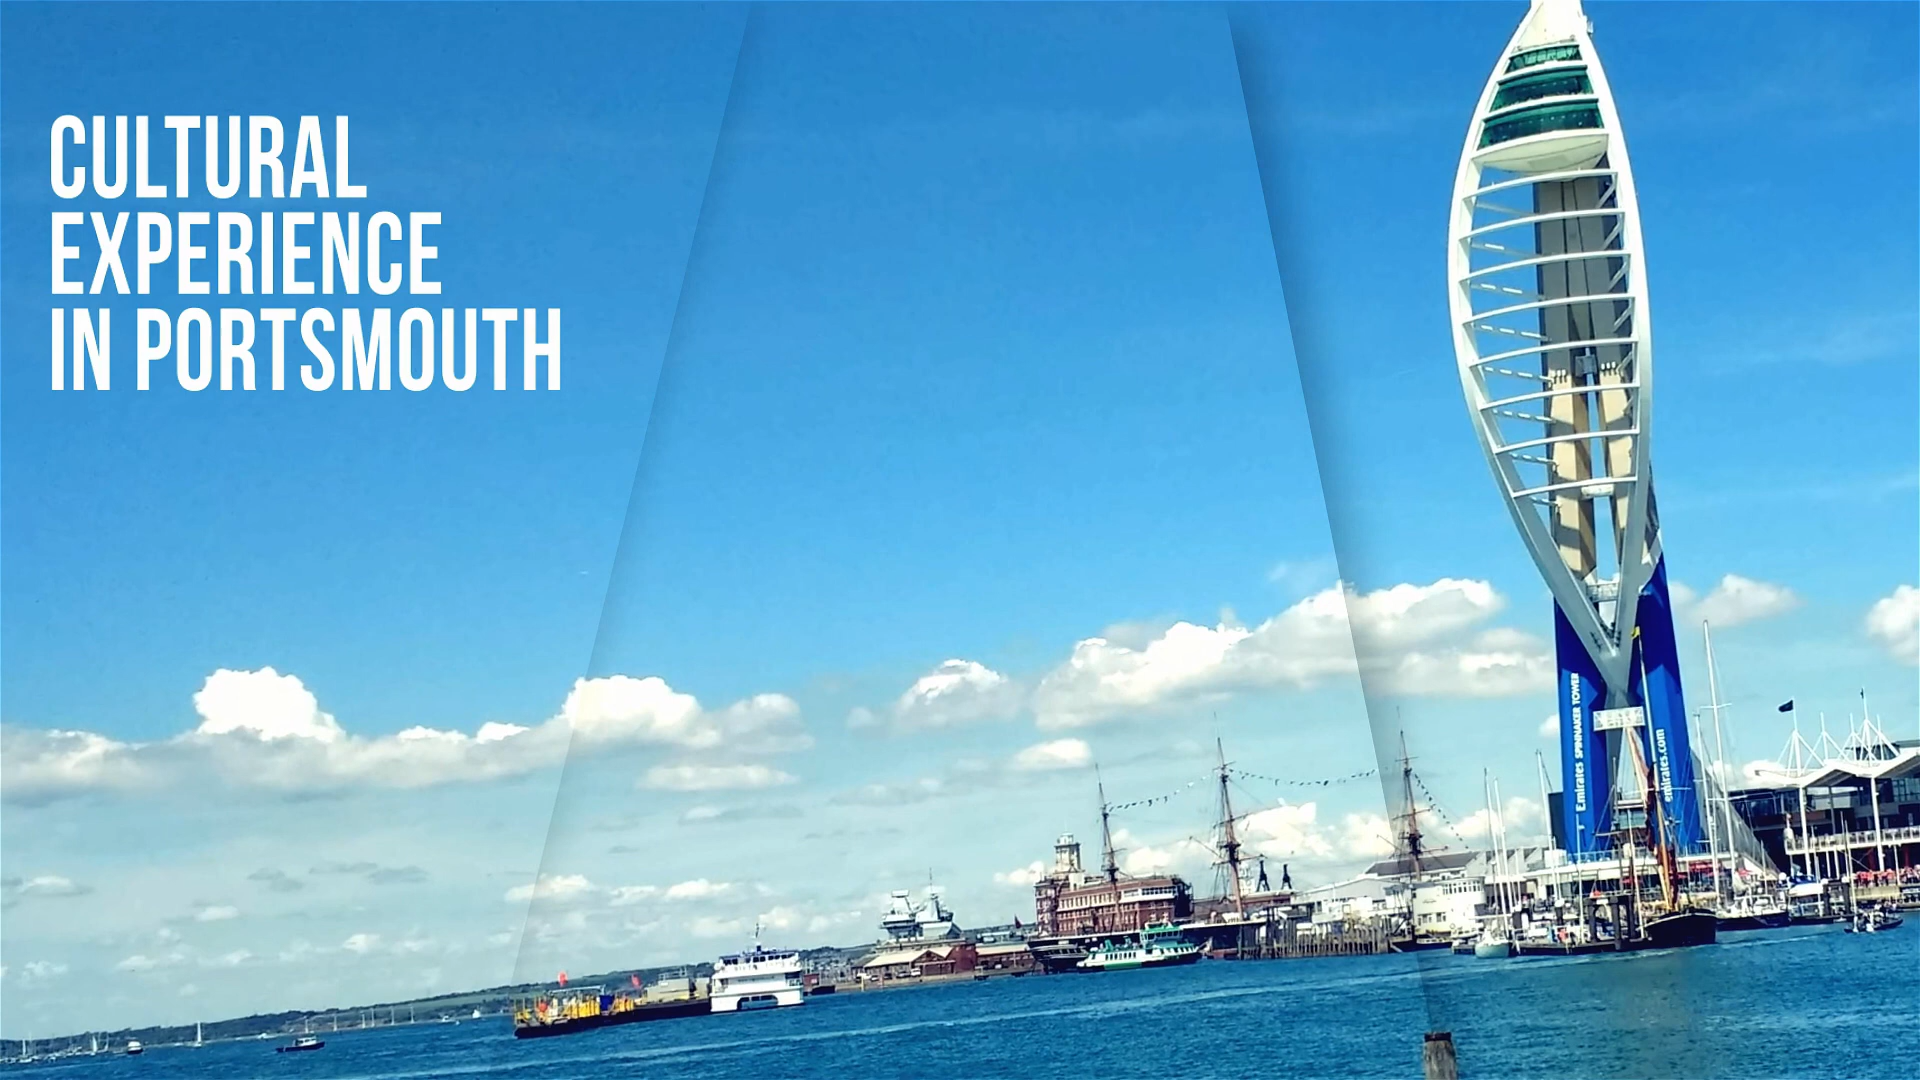 CULTURAL
EXPERIENCE
IN PORTSMOUTH
Emirates SPINNAKER TOWER
emirates.com